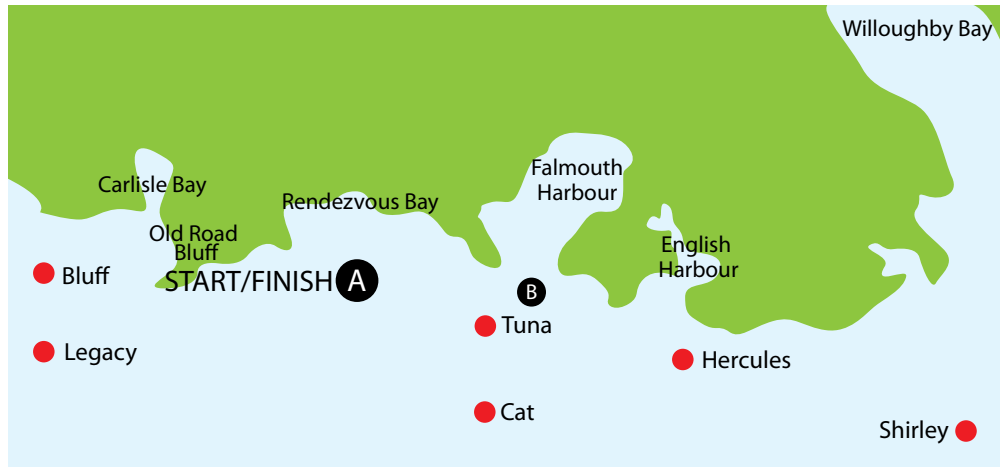 Willoughby Bay
Falmouth
Harbour
Carlisle Bay
Rendezvous Bay
Old Road
Bluff
English
Harbour
Bluff
START/FINISH A
B
Tuna
Legacy
Hercules
Cat
Shirley